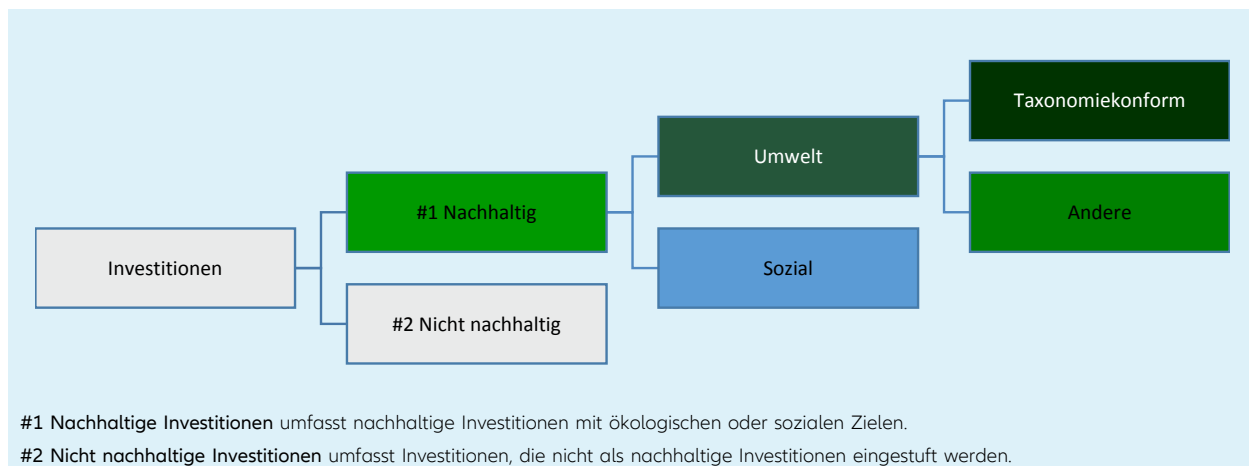 Taxonomiekonform
Umwelt
#1 Nachhaltig
Andere
Investitionen
Sozial
#2 Nicht nachhaltig
#1 Nachhaltige Investitionen umfasst nachhaltige Investitionen mit ökologischen oder sozialen Zielen.
#2 Nicht nachhaltige Investitionen umfasst Investitionen, die nicht als nachhaltige Investitionen eingestuft werden.